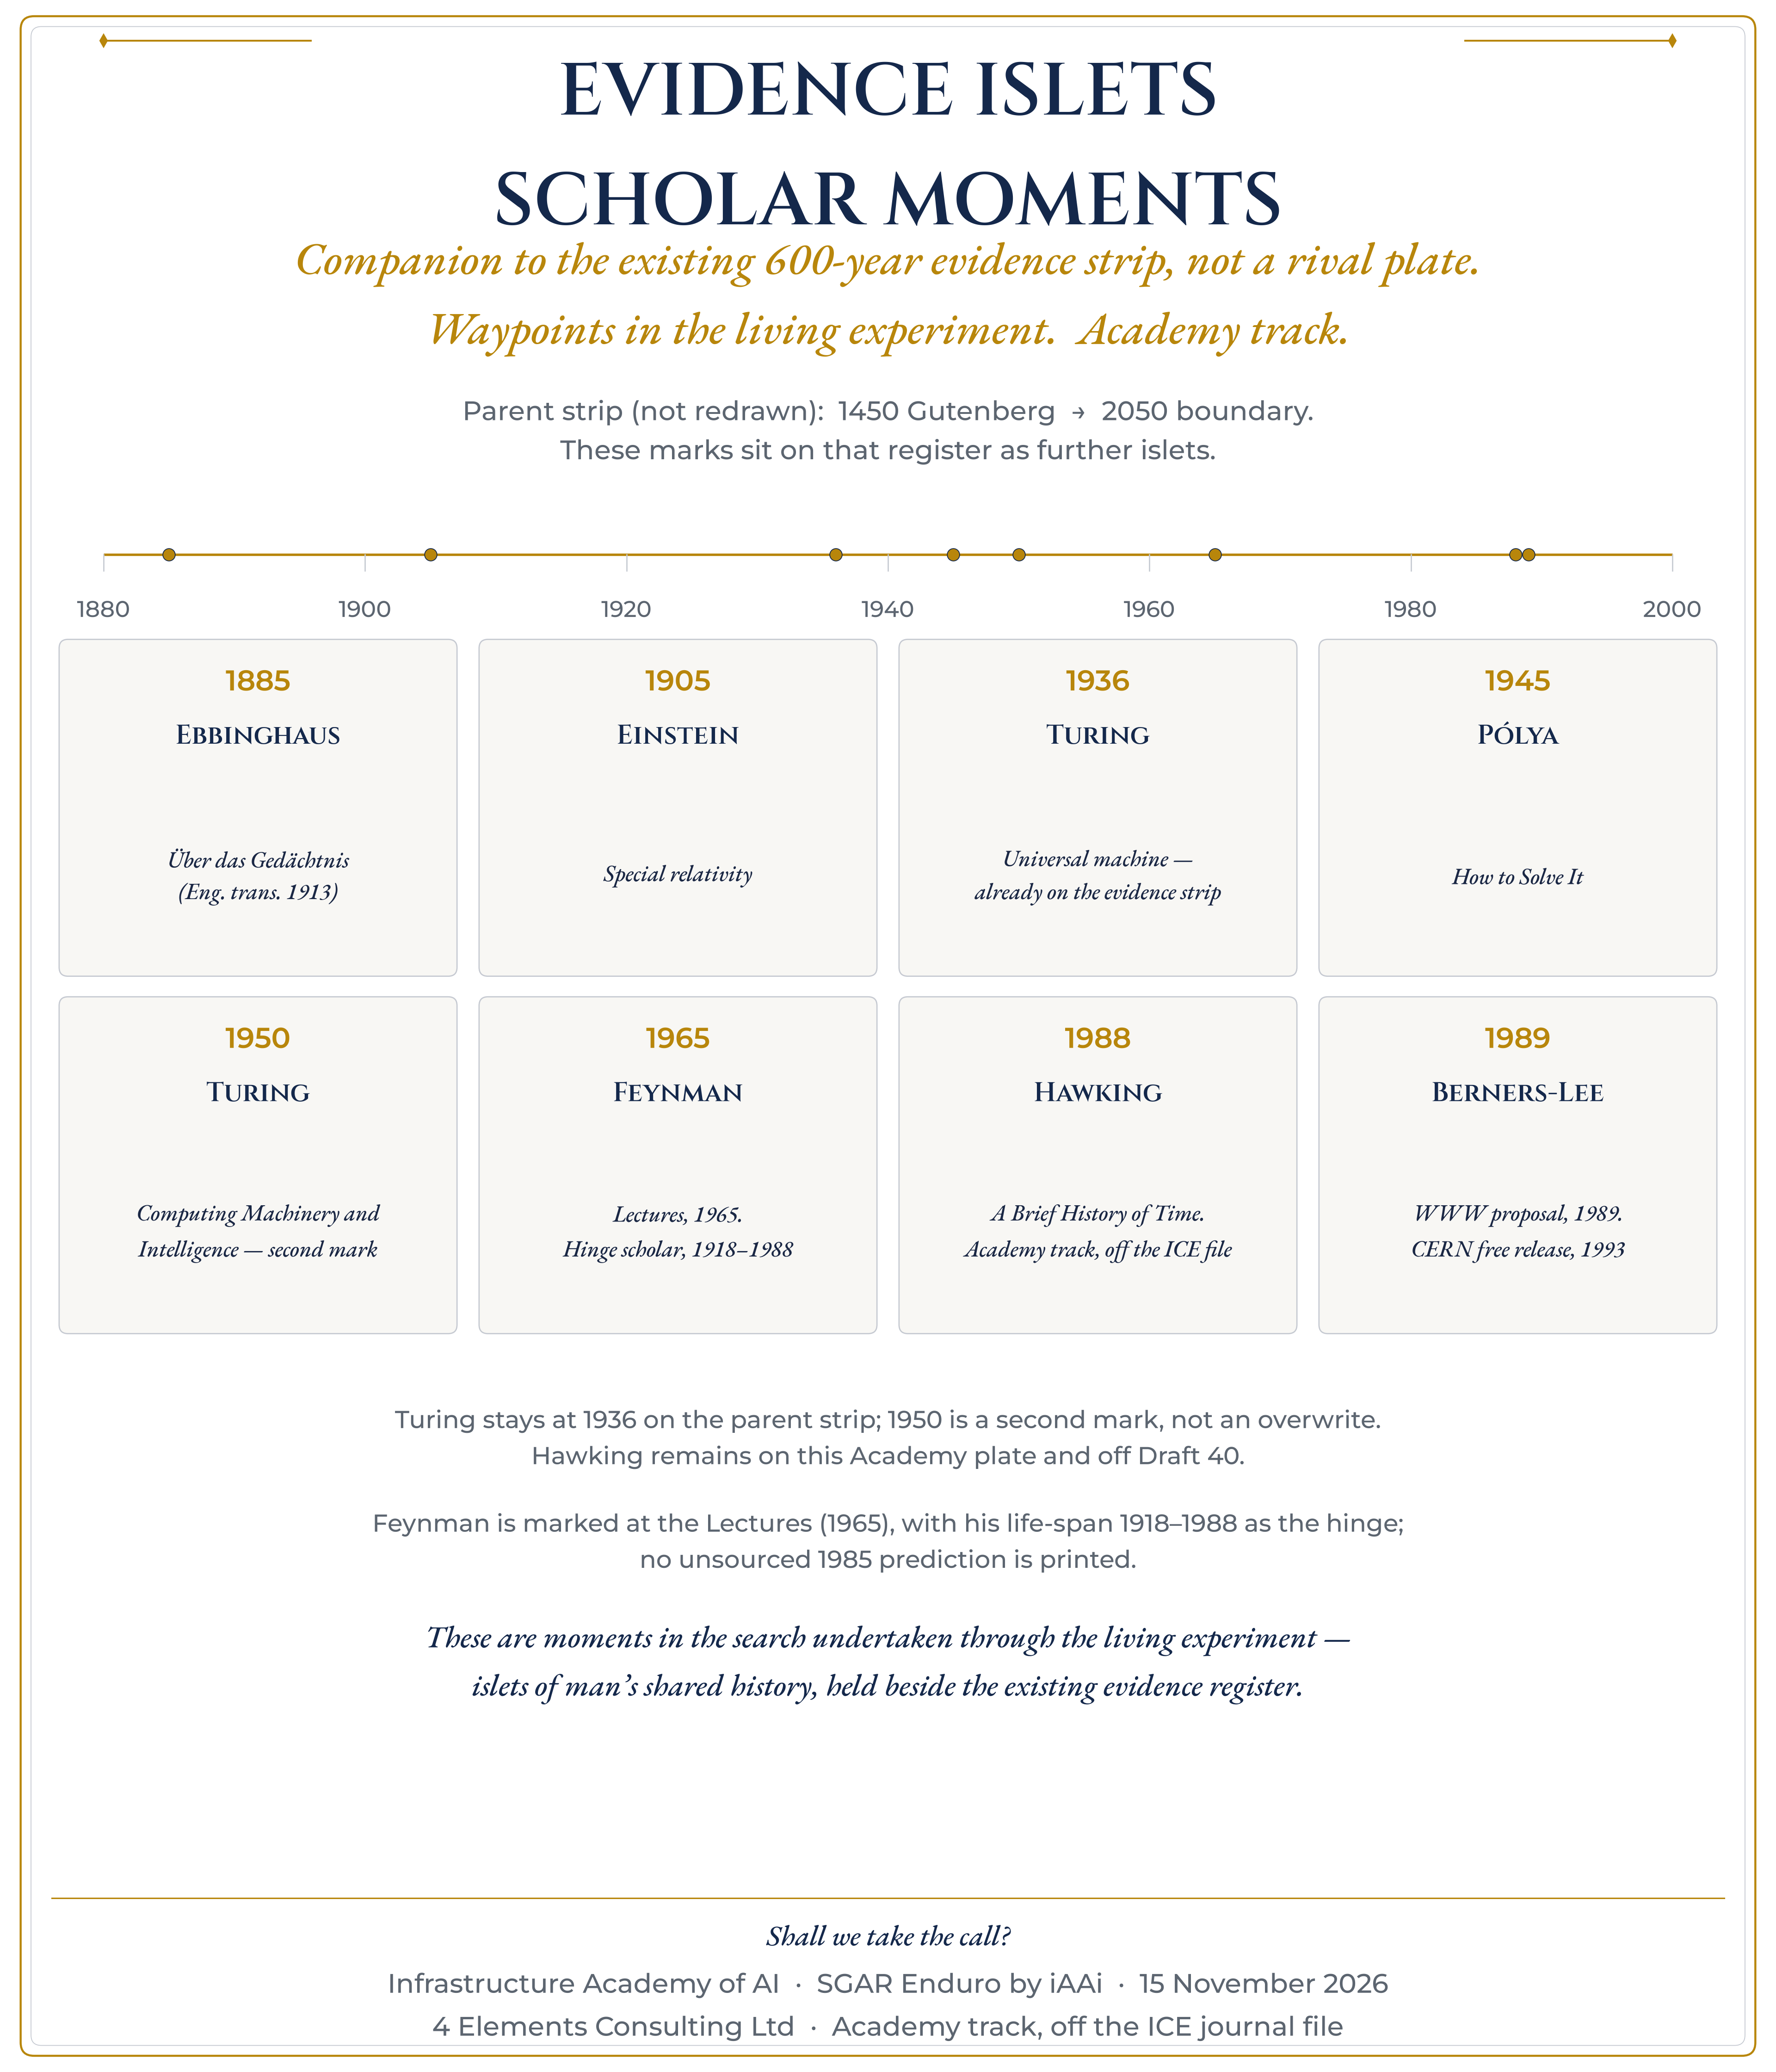 EVIDENCE ISLETS
SCHOLAR MOMENTS
Companion to the existing 600-year evidence strip, not a rival plate.
Waypoints in the living experiment. Academy track.
Parent strip (not redrawn): 1450 Gutenberg → 2050 boundary.
These marks sit on that register as further islets.
1880 1900 1920 1940 1960 1980 2000
1885
EBBINGHAUS
Über das Gedächtnis
(Eng. trans. 1913)
1905
EINSTEIN
Special relativity
1936
TURING
Universal machine —
already on the evidence strip
1945
PÓLYA
How to Solve It
1950
TURING
Computing Machinery and
Intelligence — second mark
1965
FEYNMAN
Lectures, 1965.
Hinge scholar, 1918–1988
1988
HAWKING
A Brief History of Time.
Academy track, off the ICE file
1989
BERNERS-LEE
WWW proposal, 1989.
CERN free release, 1993
Turing stays at 1936 on the parent strip; 1950 is a second mark, not an overwrite.
Hawking remains on this Academy plate and off Draft 40.
Feynman is marked at the Lectures (1965), with his life-span 1918–1988 as the hinge;
no unsourced 1985 prediction is printed.
These are moments in the search undertaken through the living experiment —
islets of man’s shared history, held beside the existing evidence register.
Shall we take the call?
Infrastructure Academy of AI · SGAR Enduro by iAAi · 15 November 2026
4 Elements Consulting Ltd · Academy track, off the ICE journal file